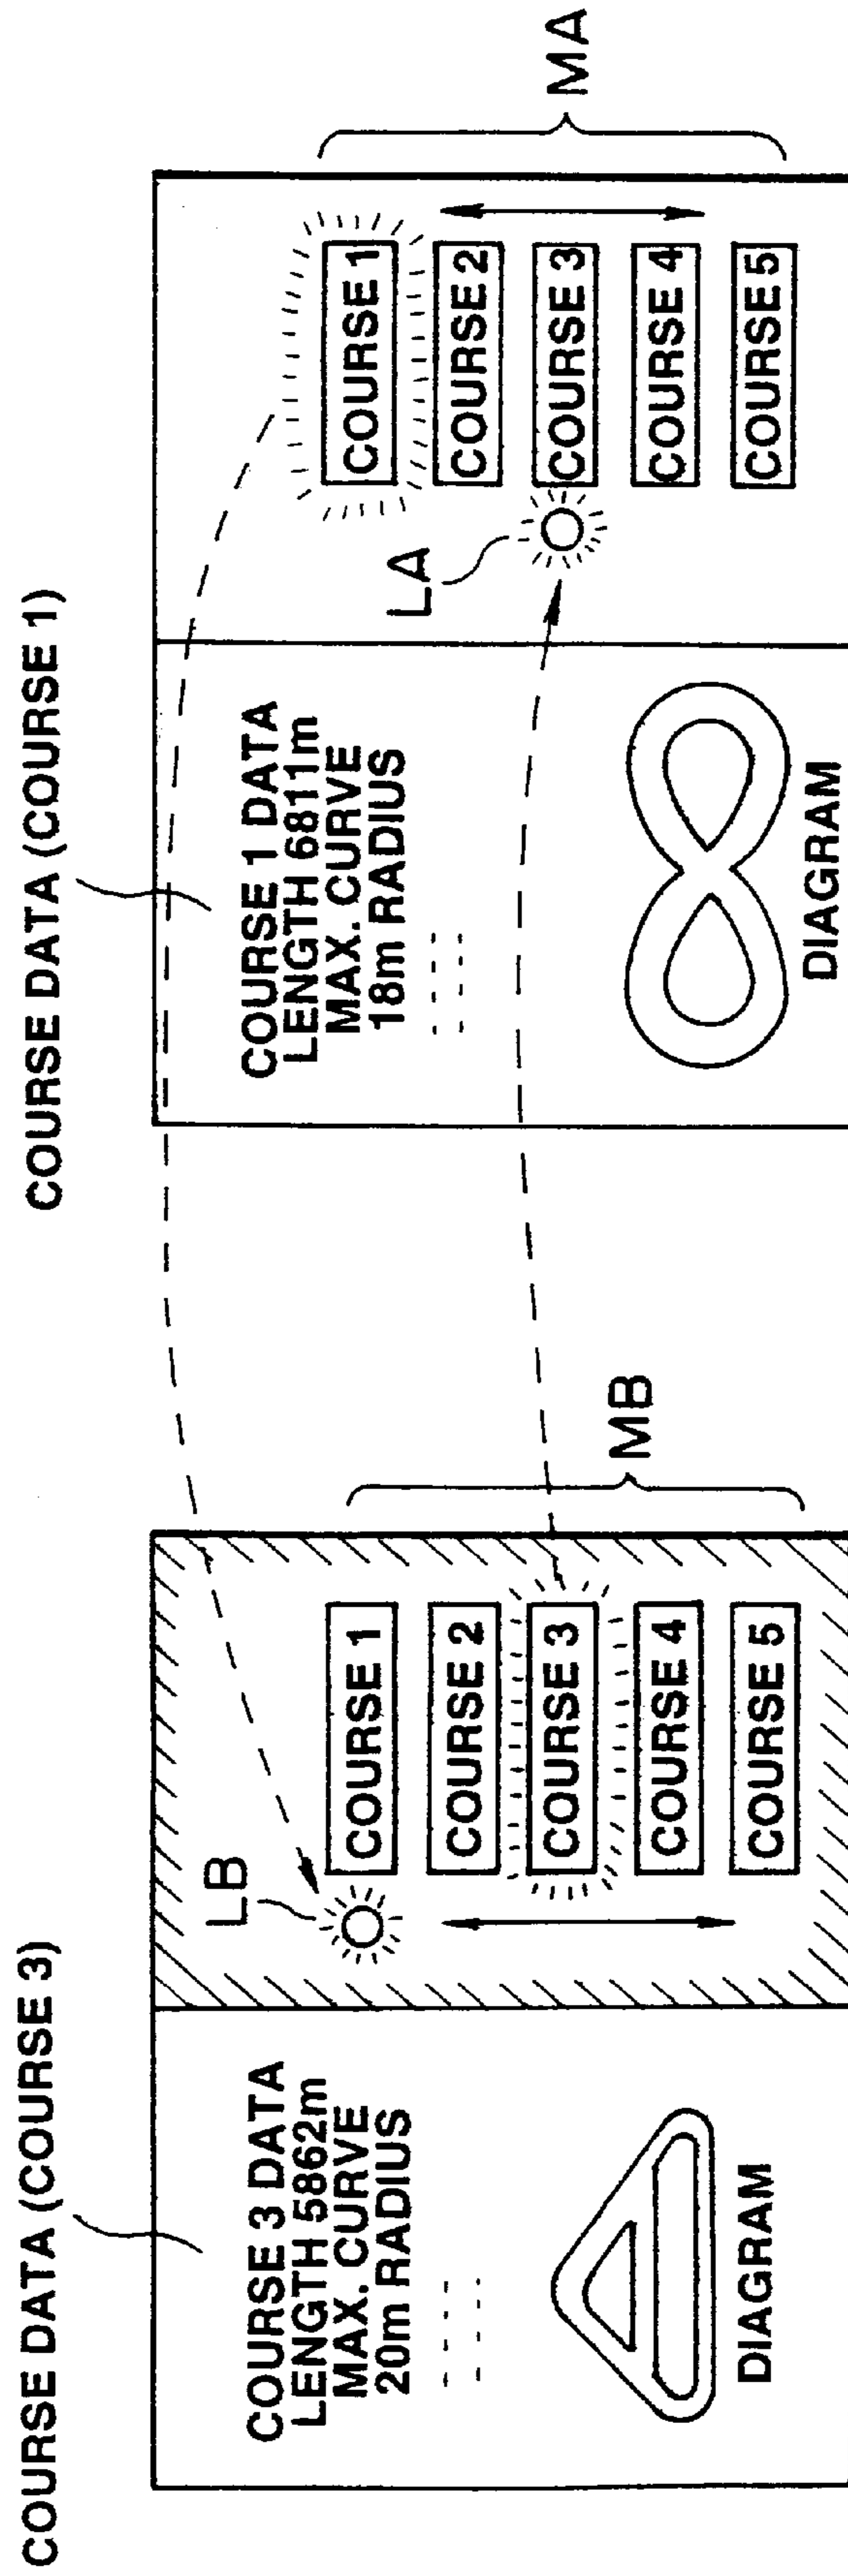 COURSE DATA (COURSE 3)
COURSE 3 DATA
LENGTH 5862m
MAX. CURVE
20m RADIUS
DIAGRAM
LB
COURSE 1
COURSE 2
COURSE 3
COURSE 4
COURSE 5
MB
COURSE DATA (COURSE 1)
COURSE 1 DATA
LENGTH 6811m
MAX. CURVE
18m RADIUS
DIAGRAM
LA
COURSE 1
COURSE 2
COURSE 3
COURSE 4
COURSE 5
MA